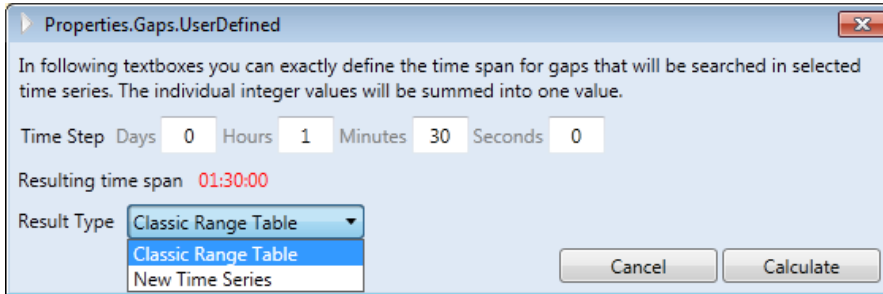 Properties.Gaps.UserDefined
In following textboxes you can exactly define the time span for gaps that will be searched in selected
time series. The individual integer values will be summed into one value.
Time Step Days 0 Hours 1 Minutes 30 Seconds 0
Resulting time span 01:30:00
Result Type Classic Range Table
Classic Range Table
New Time Series
Cancel Calculate